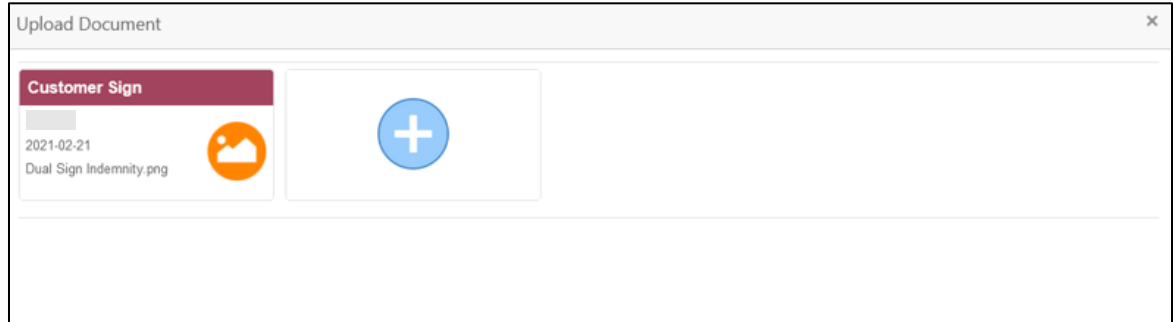 Upload Document
×
Customer Sign
2021-02-21
Dual Sign Indemnity.png